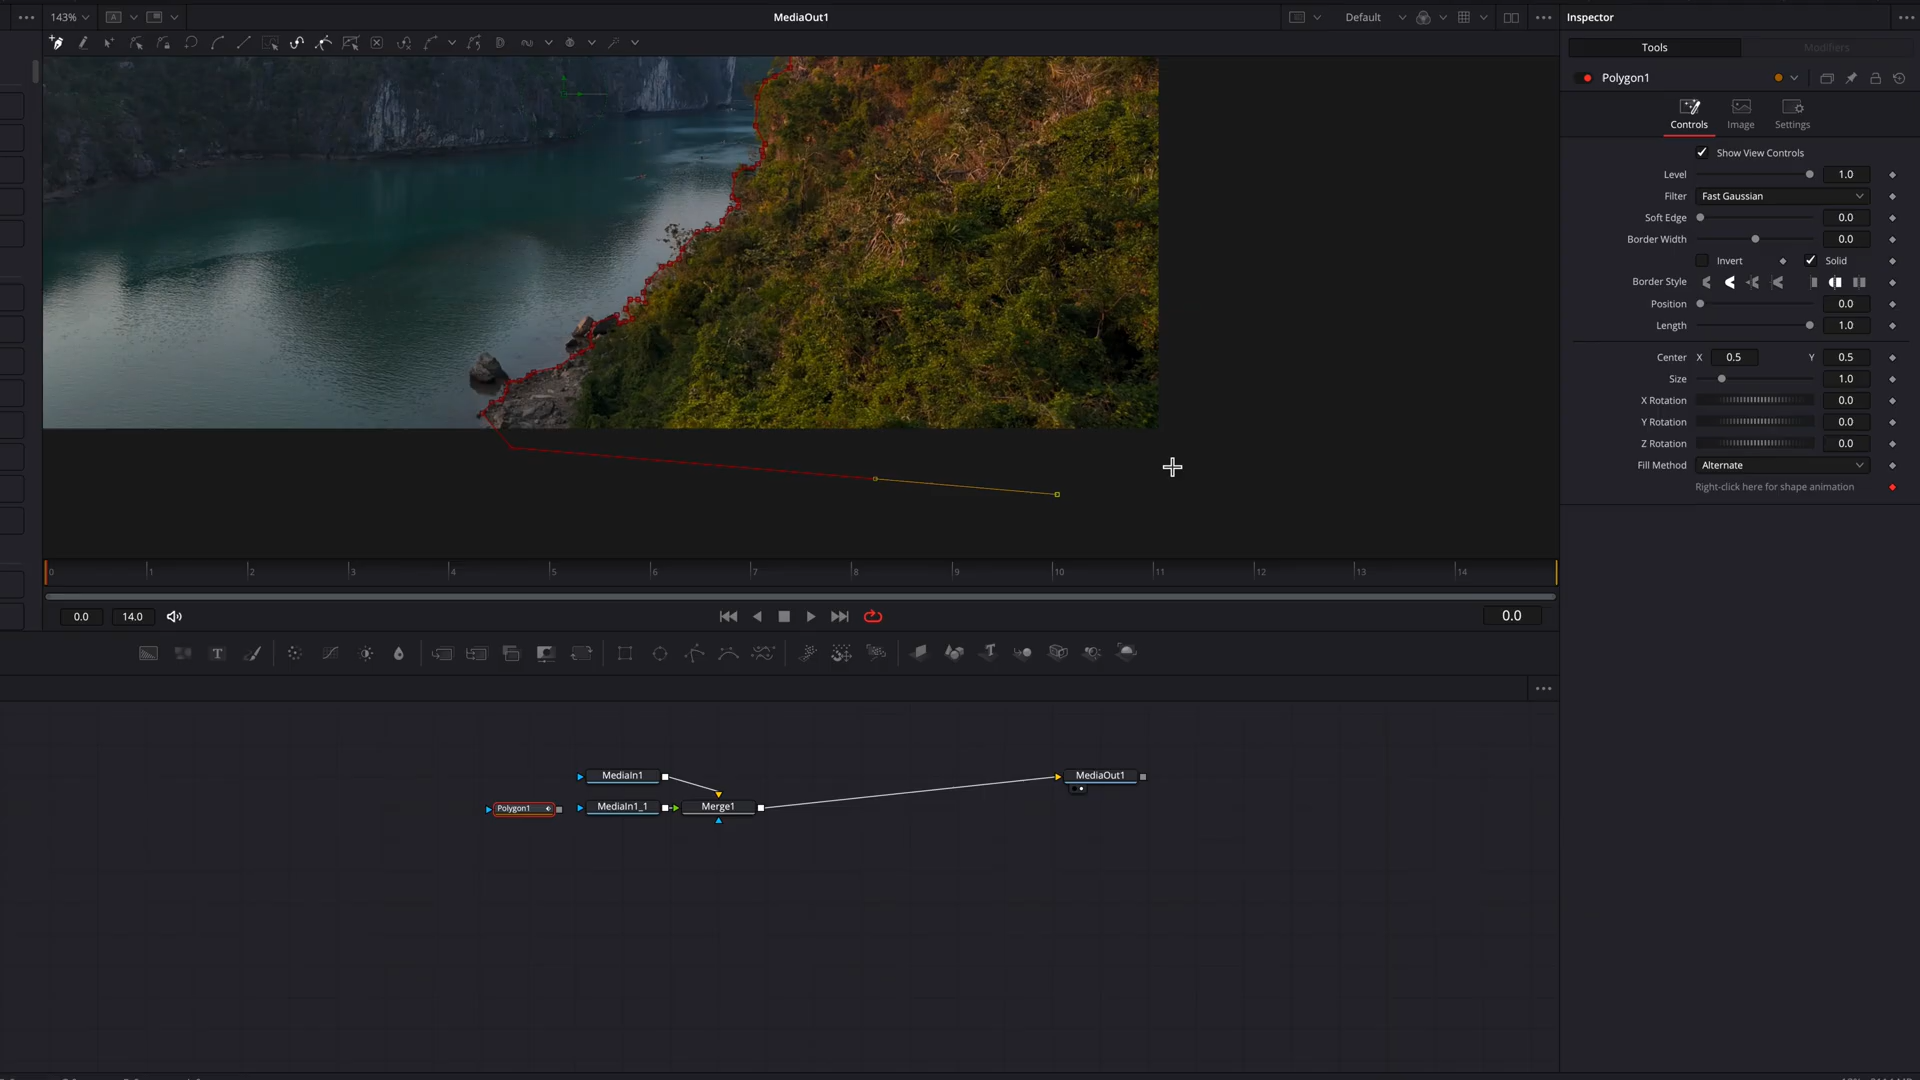 143%
MediaOut1
Default
Inspector
Tools
Modifiers
Polygon1
Controls
Image
Settings
Show View Controls
Level
1.0
Filter
Fast Gaussian
Soft Edge
0.0
Border Width
0.0
Invert
Solid
Border Style
Position
0.0
Length
1.0
Center X 0.5 Y 0.5
Size
1.0
X Rotation
0.0
Y Rotation
0.0
Z Rotation
0.0
Fill Method
Alternate
Right-click here for shape animation
0 1 2 3 4 5 6 7 8 9 10 11 12 13 14
0.0
14.0
0.0
MediaIn1
MediaOut1
Polygon1
MediaIn1_1
Merge1